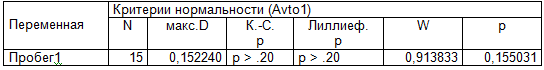 Критерии нормальности (Avto1)
Переменная N макс.D К.-С. p Лиллиеф. p W p
Пробег1 15 0,152240 p > .20 p > .20 0,913833 0,155031